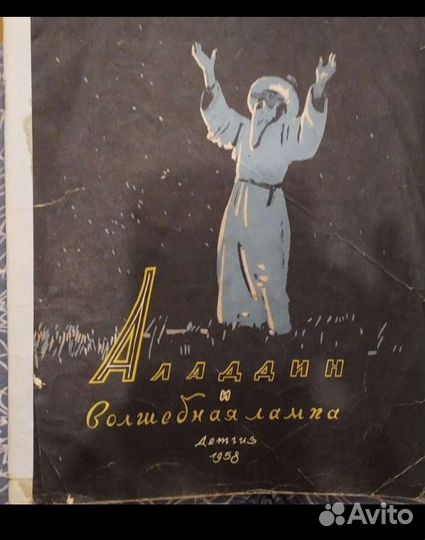 Аладдин
и
волшебная лампа
Детгиз
1958
Avito